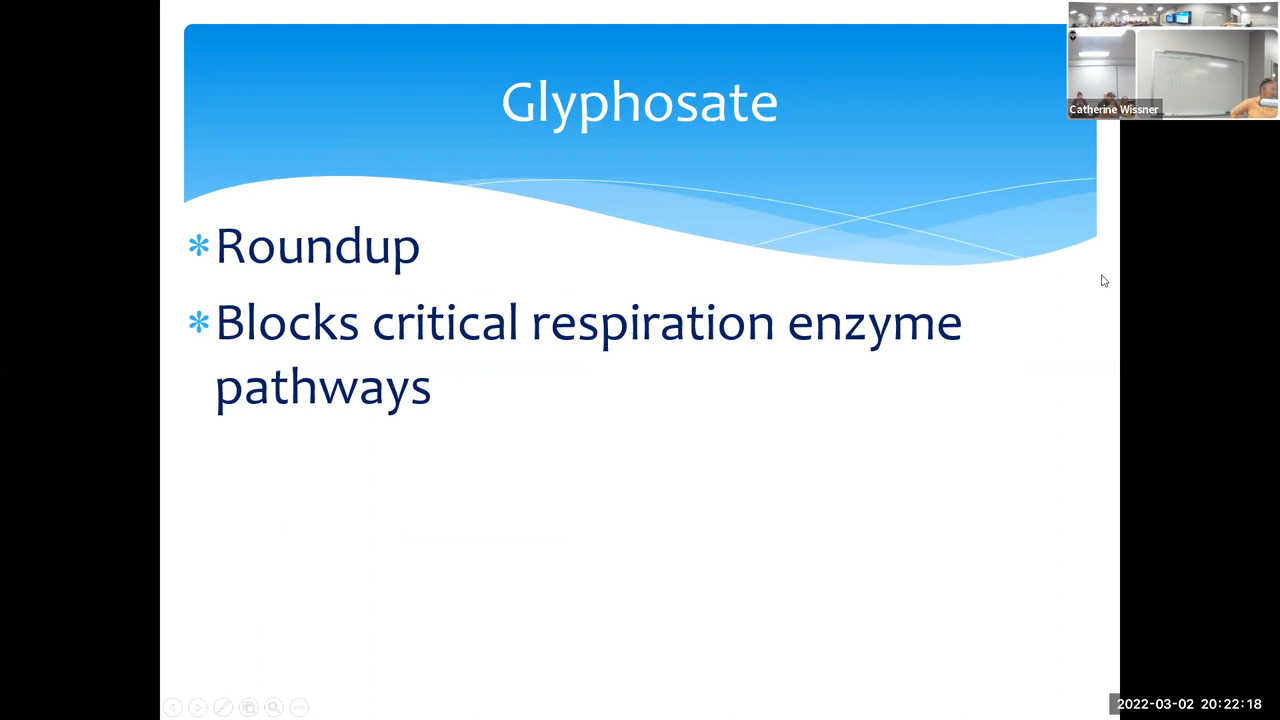 Glyphosate
Catherine Wissner
*Roundup
*Blocks critical respiration enzyme
pathways
2022-03-02 20:22:18